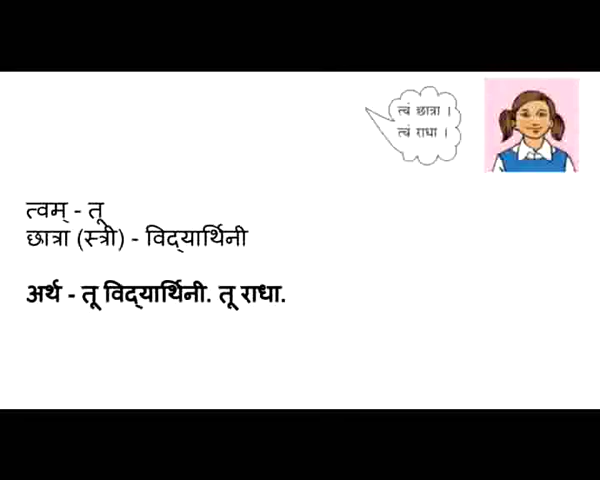 त्वं छात्रा ।
त्वं राधा ।
त्वम् - तू
छात्रा (स्त्री) - विद्‌यार्थिनी
अर्थ - तू विद्‌यार्थिनी. तू राधा.